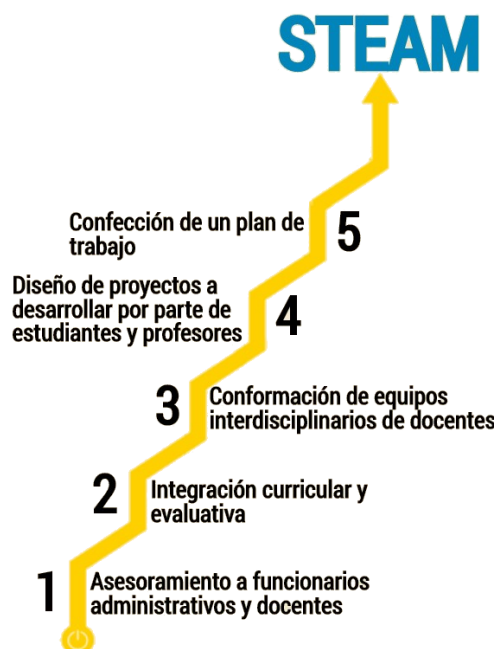 STEAM
5
Confección de un plan de
trabajo
4
Diseño de proyectos a
desarrollar por parte de
estudiantes y profesores
3
Conformación de equipos
interdisciplinarios de docentes
2
Integración curricular y
evaluativa
1
Asesoramiento a funcionarios
administrativos y docentes